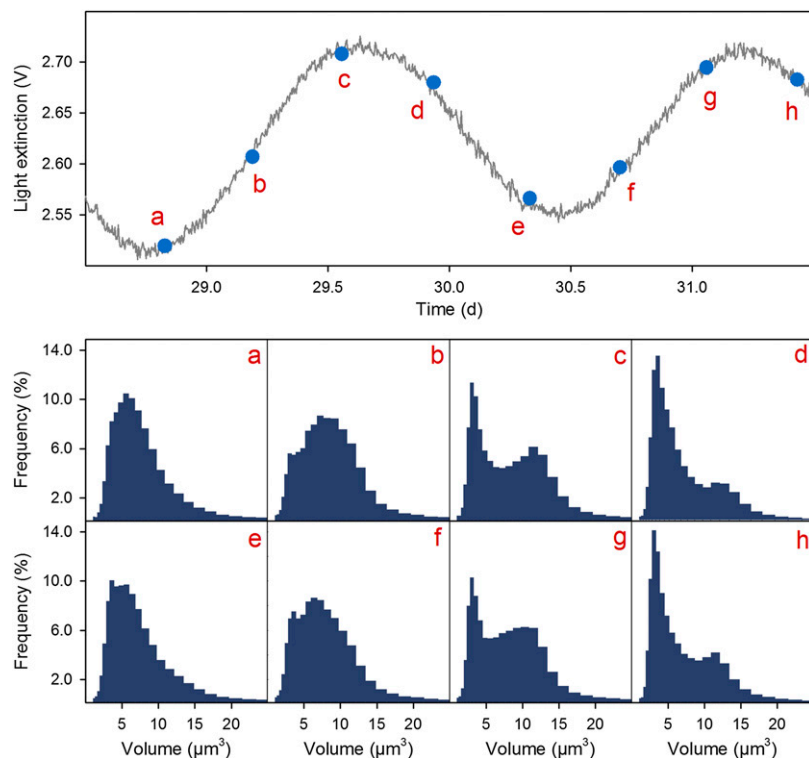 2.70
2.65
2.60
2.55
Light extinction (V)
a
b
c
d
e
f
g
h
29.0 29.5 30.0 30.5 31.0
Time (d)
14.0
10.0
6.0
2.0
Frequency (%)
a b c d
14.0
10.0
6.0
2.0
Frequency (%)
e f g h
5 10 15 20 5 10 15 20 5 10 15 20 5 10 15 20
Volume (µm³) Volume (µm³) Volume (µm³) Volume (µm³)